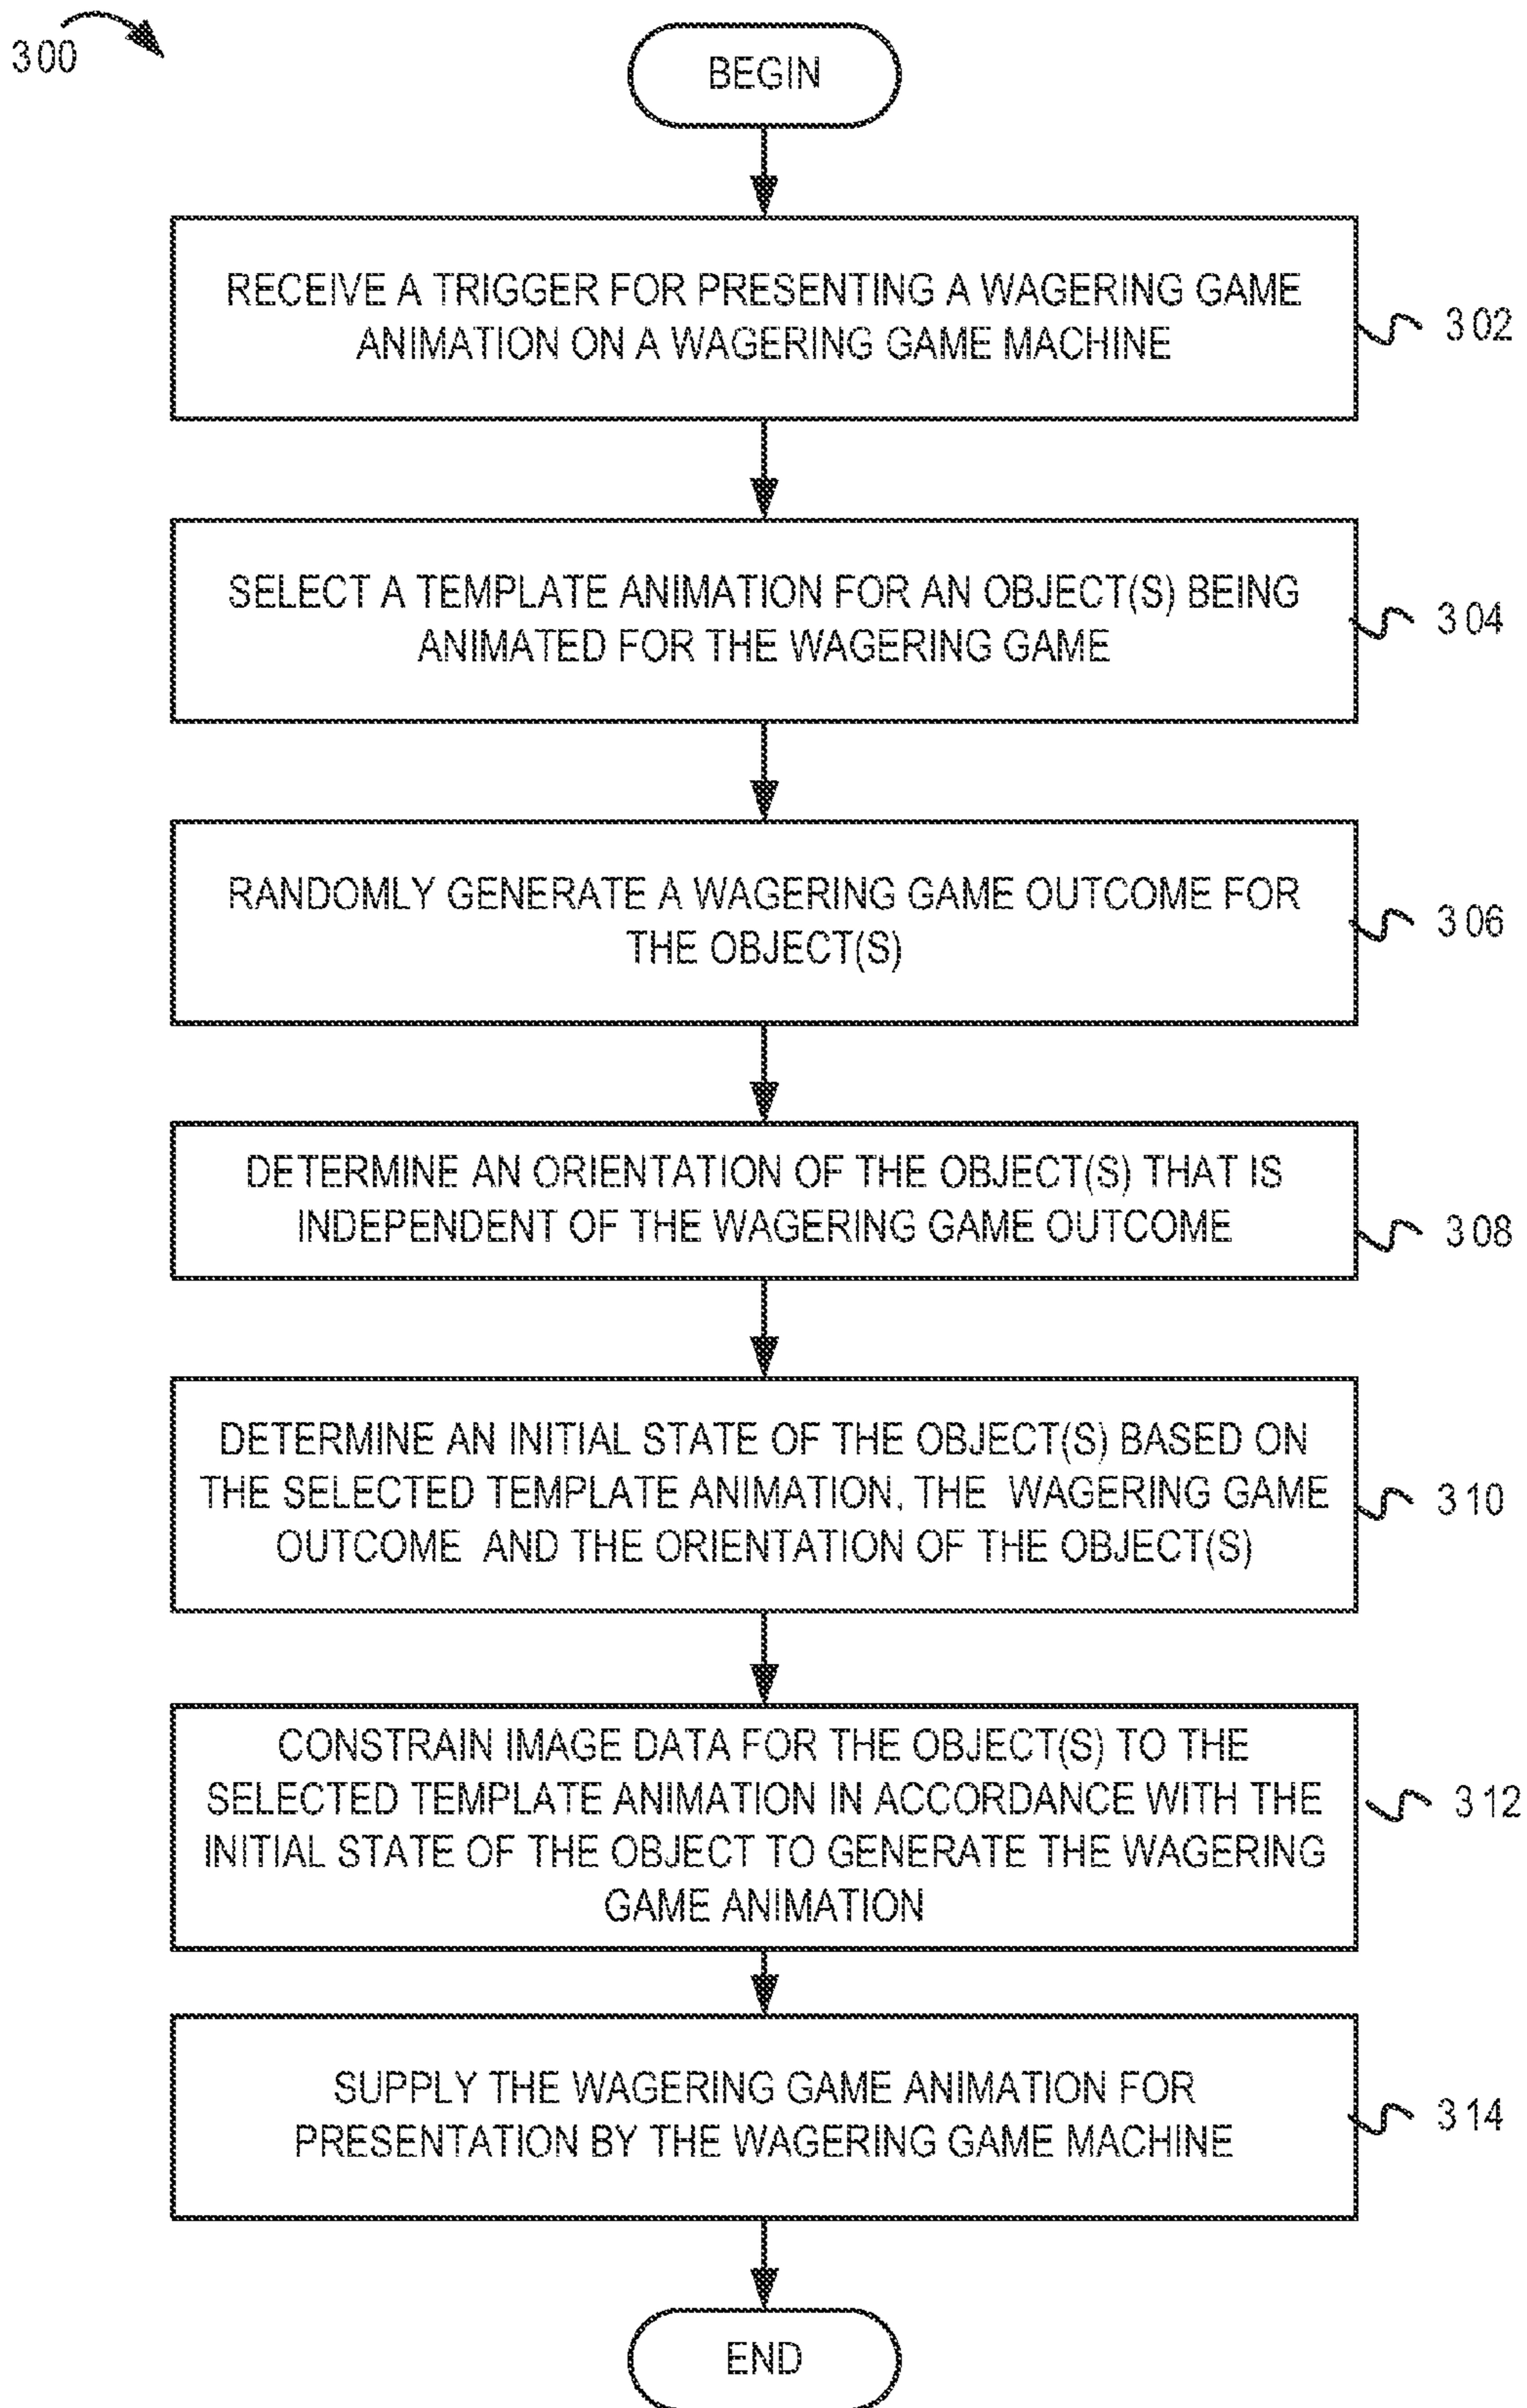 300
BEGIN
RECEIVE A TRIGGER FOR PRESENTING A WAGERING GAME
ANIMATION ON A WAGERING GAME MACHINE
302
SELECT A TEMPLATE ANIMATION FOR AN OBJECT(S) BEING
ANIMATED FOR THE WAGERING GAME
304
RANDOMLY GENERATE A WAGERING GAME OUTCOME FOR
THE OBJECT(S)
306
DETERMINE AN ORIENTATION OF THE OBJECT(S) THAT IS
INDEPENDENT OF THE WAGERING GAME OUTCOME
308
DETERMINE AN INITIAL STATE OF THE OBJECT(S) BASED ON
THE SELECTED TEMPLATE ANIMATION, THE WAGERING GAME
OUTCOME AND THE ORIENTATION OF THE OBJECT(S)
310
CONSTRAIN IMAGE DATA FOR THE OBJECT(S) TO THE
SELECTED TEMPLATE ANIMATION IN ACCORDANCE WITH THE
INITIAL STATE OF THE OBJECT TO GENERATE THE WAGERING
GAME ANIMATION
312
SUPPLY THE WAGERING GAME ANIMATION FOR
PRESENTATION BY THE WAGERING GAME MACHINE
314
END